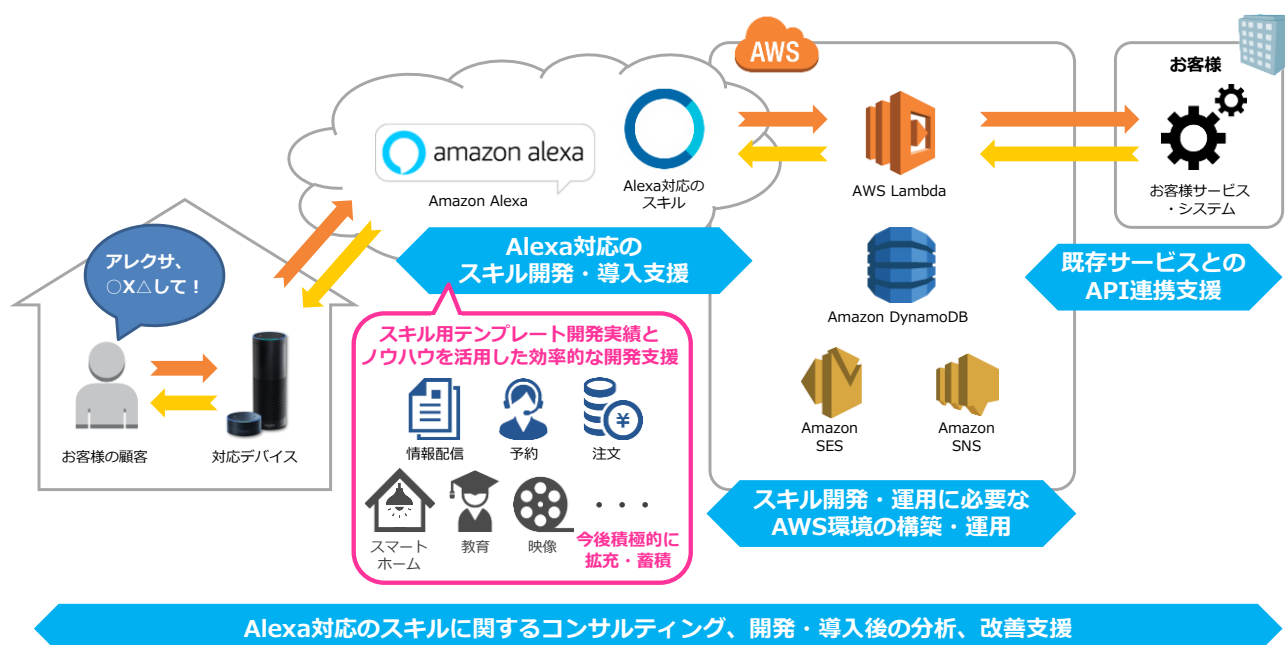 AWS
お客様
amazon alexa
Amazon Alexa
Alexa対応の
スキル
AWS Lambda
お客様サービス
・システム
アレクサ、
○X△して！
Alexa対応の
スキル開発・導入支援
既存サービスとの
API連携支援
Amazon DynamoDB
スキル用テンプレート開発実績と
ノウハウを活用した効率的な開発支援
¥
情報配信
予約
注文
Amazon
SES
Amazon
SNS
お客様の顧客
対応デバイス
スマート
ホーム
教育
映像
・・・
今後積極的に
拡充・蓄積
スキル開発・運用に必要な
AWS環境の構築・運用
Alexa対応のスキルに関するコンサルティング、開発・導入後の分析、改善支援